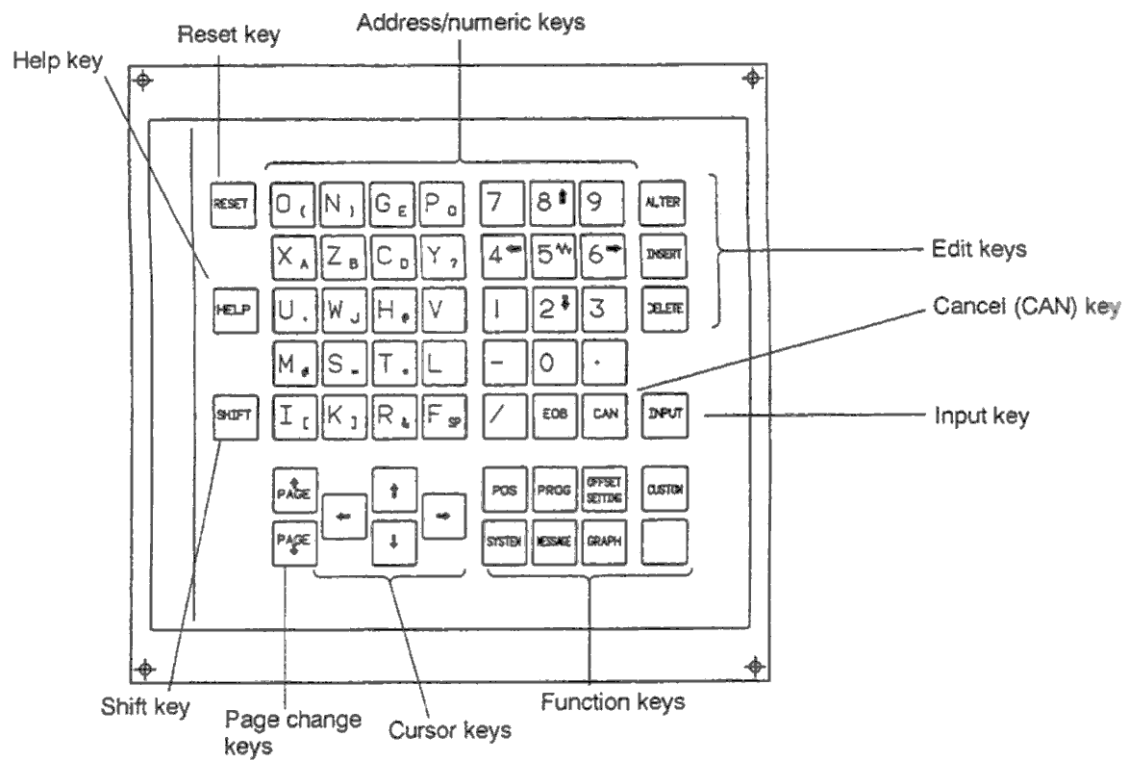 Address/numeric keys
Reset key
Help key
RESET O ( N ) G E P Q 7 8 ↑ 9 ALTER
X A Z B C D Y ? 4 ← 5 6 → INSERT
Edit keys
HELP U , W H V 1 2 3 DELETE
Cancel (CAN) key
M S T L - 0 .
SHIFT I [ K ] R & F SP / EOB CAN INPUT
Input key
PAGE ↑ POS PROG OFFSET SETTING CUSTOM
← →
PAGE ↓ SYSTEM MESSAGE GRAPH
Shift key
Page change
keys
Cursor keys
Function keys